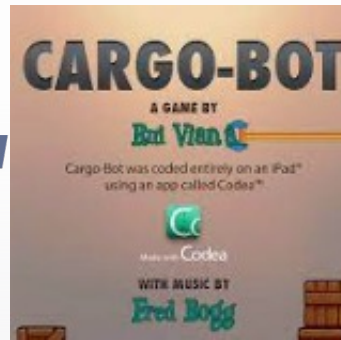 CARGO-BOT
A GAME BY
Rui Viana
Cargo-Bot was coded entirely on an iPad®
using an app called Codea™
Cc
Made with Codea
WITH MUSIC BY
Fred Bogg